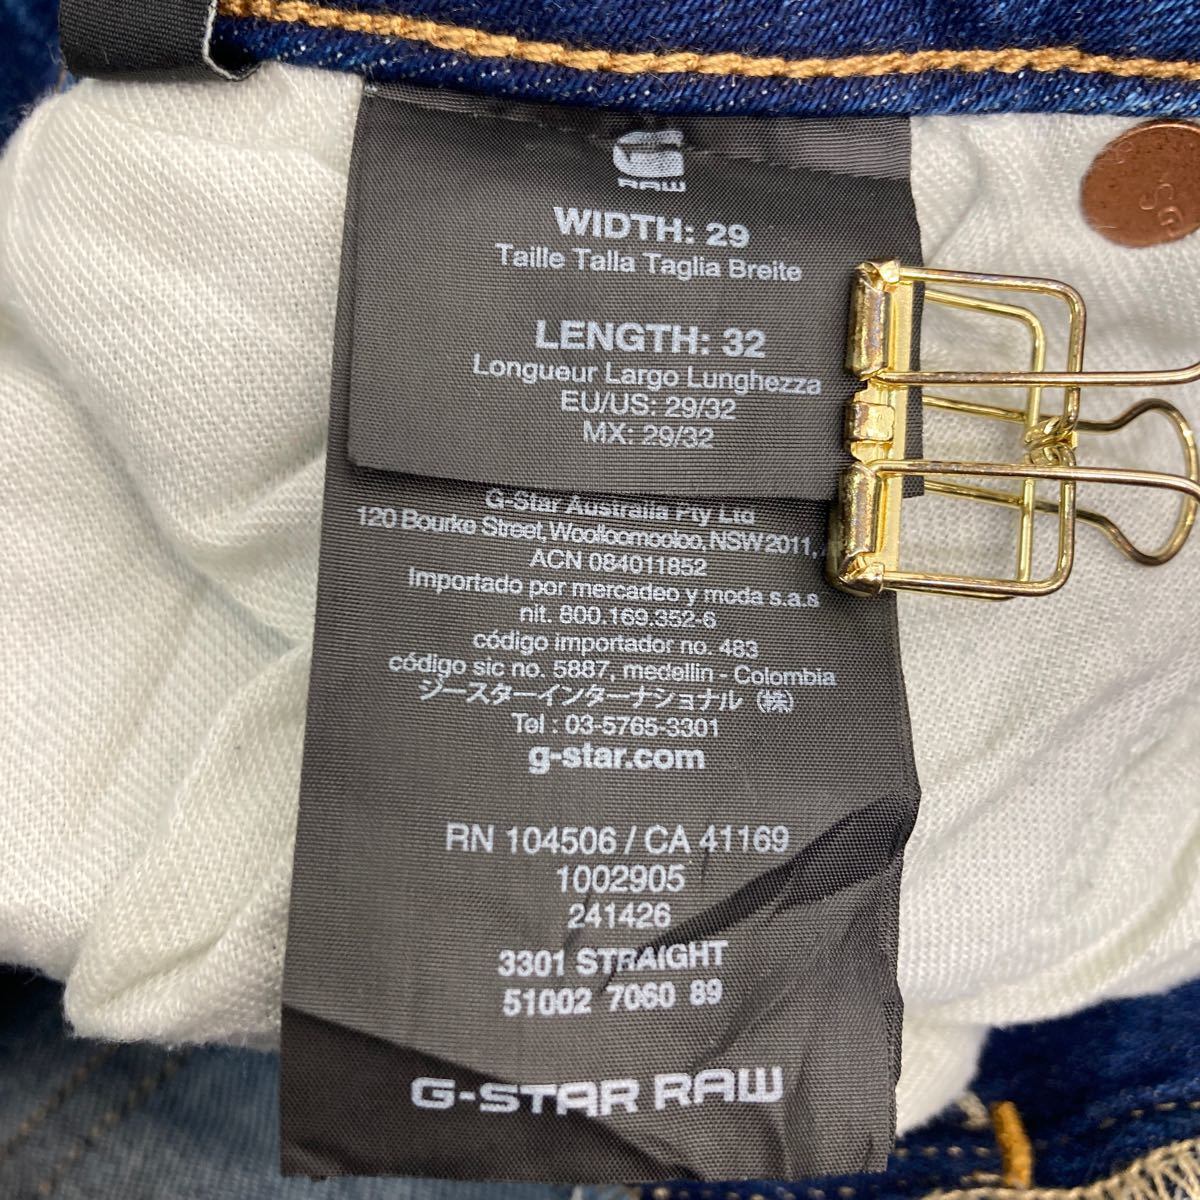 G
RAW
WIDTH: 29
Taille Talla Taglia Breite
LENGTH: 32
Longueur Largo Lunghezza
EU/US: 29/32
MX: 29/32
G-Star Australia Pty Ltd
120 Bourke Street, Woolloomooloo, NSW 2011,
ACN 084011852
Importado por mercadeo y moda s.a.s
nit. 800.169.352-6
código importador no. 483
código sic no. 5887, medellin - Colombia
ジースターインターナショナル (株)
Tel : 03-5765-3301
g-star.com
RN 104506 / CA 41169
1002905
241426
3301 STRAIGHT
51002 7060 89
G-STAR RAW